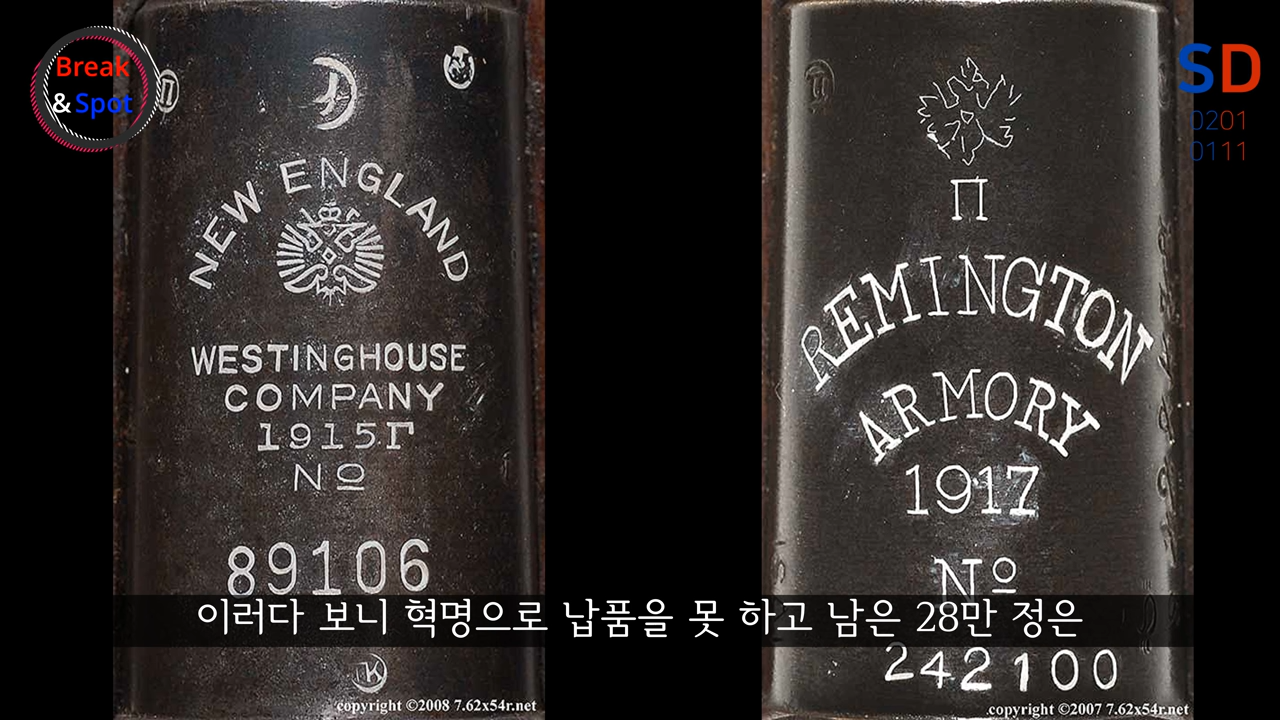 Break
& Spot
SD
0201
0111
NEW ENGLAND
WESTINGHOUSE
COMPANY
1915Г
Nº
89106
K
copyright ©2008 7.62x54r.net
П
П
REMINGTON
ARMORY
1917
Nº
242100
copyright ©2007 7.62x54r.net
이러다 보니 혁명으로 납품을 못 하고 남은 28만 정은